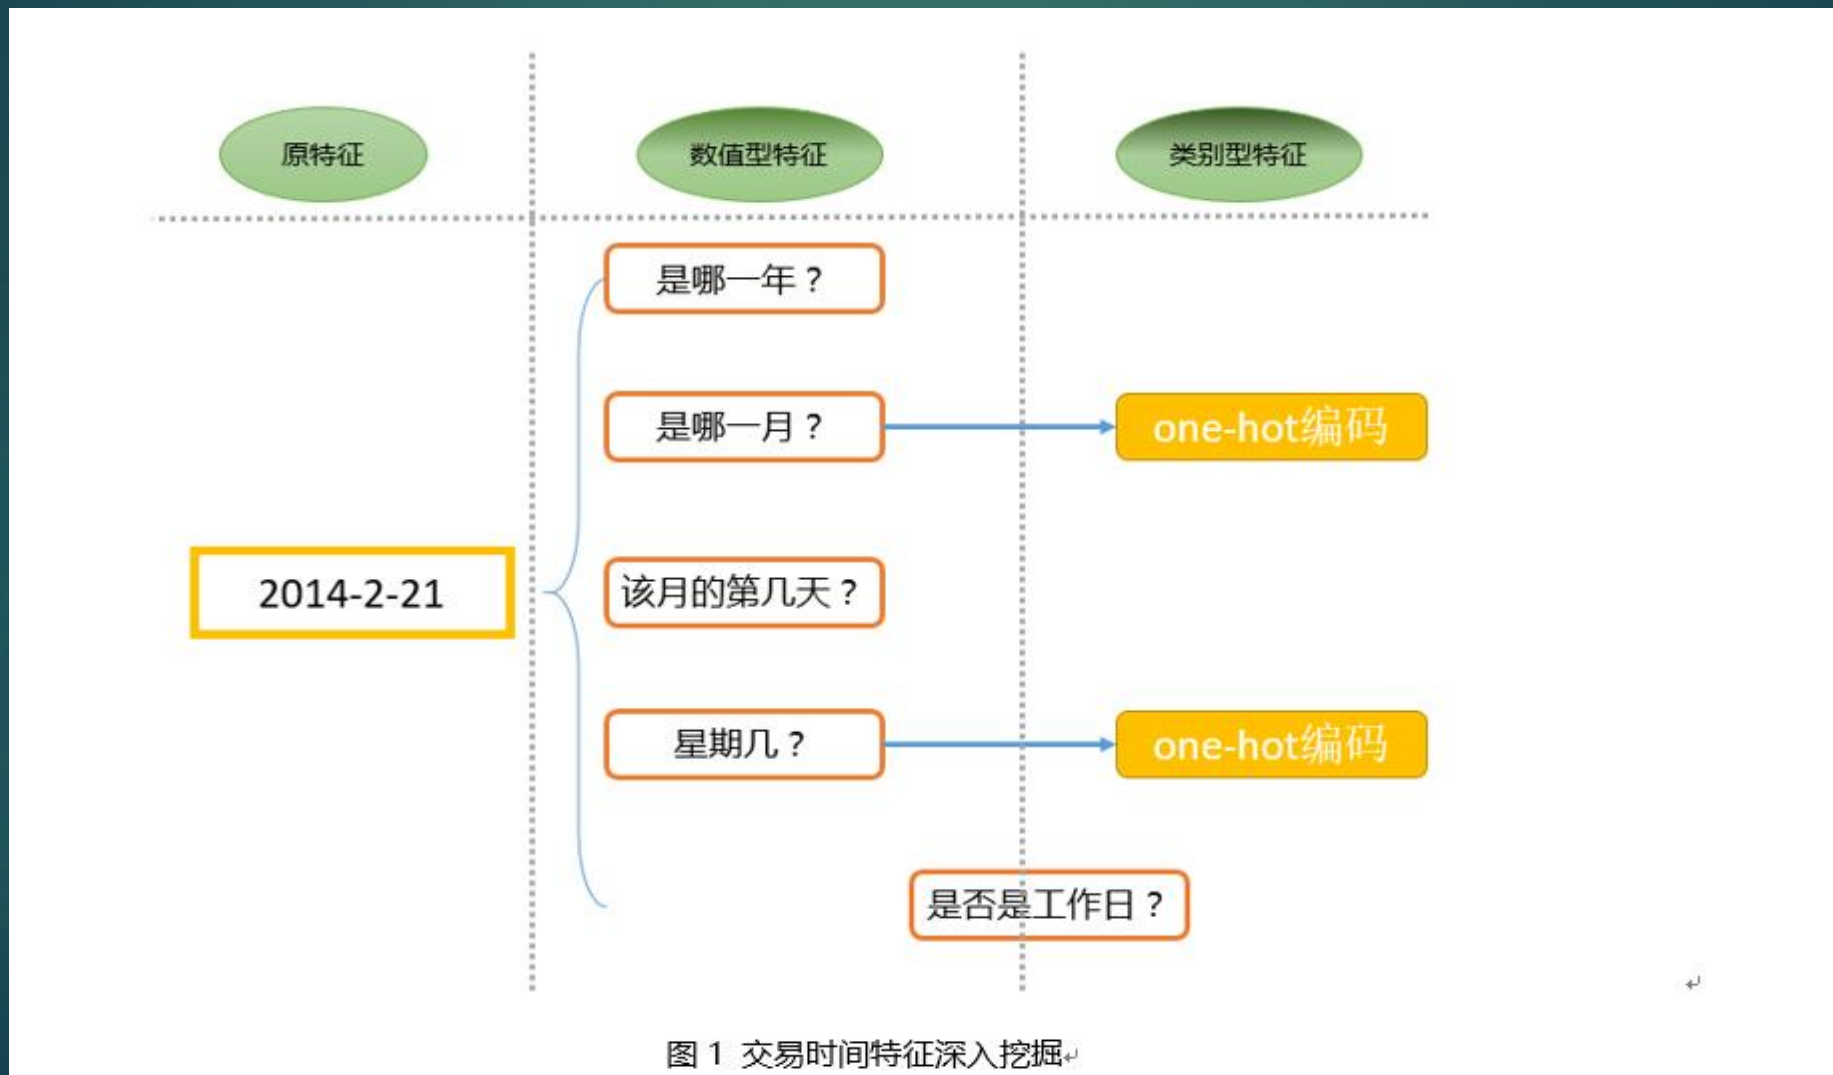 原特征
数值型特征
类别型特征
是哪一年？
是哪一月？
one-hot编码
2014-2-21
该月的第几天？
星期几？
one-hot编码
是否是工作日？
图 1 交易时间特征深入挖掘